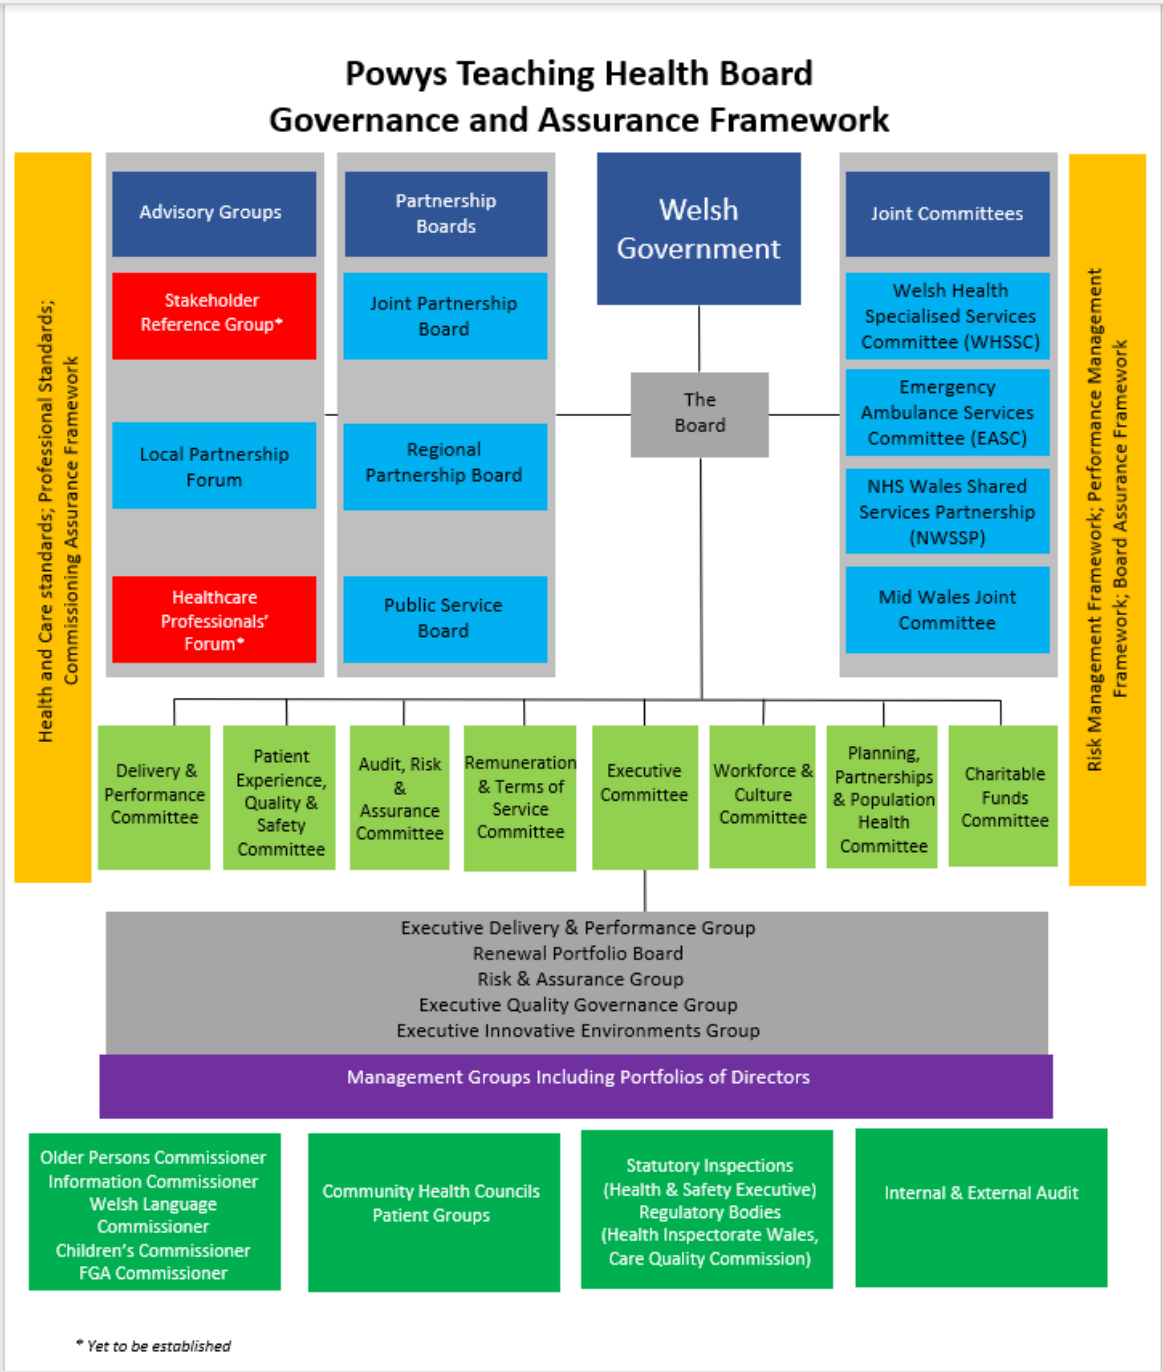 Powys Teaching Health Board
Governance and Assurance Framework
Health and Care standards; Professional Standards;
Commissioning Assurance Framework
Advisory Groups
Stakeholder
Reference Group*
Local Partnership
Forum
Healthcare
Professionals’
Forum*
Partnership
Boards
Joint Partnership
Board
Regional
Partnership Board
Public Service
Board
Welsh
Government
The
Board
Joint Committees
Welsh Health
Specialised Services
Committee (WHSSC)
Emergency
Ambulance Services
Committee (EASC)
NHS Wales Shared
Services Partnership
(NWSSP)
Mid Wales Joint
Committee
Risk Management Framework; Performance Management
Framework; Board Assurance Framework
Delivery &
Performance
Committee
Patient
Experience,
Quality &
Safety
Committee
Audit, Risk
&
Assurance
Committee
Remuneration
& Terms of
Service
Committee
Executive
Committee
Workforce &
Culture
Committee
Planning,
Partnerships
& Population
Health
Committee
Charitable
Funds
Committee
Executive Delivery & Performance Group
Renewal Portfolio Board
Risk & Assurance Group
Executive Quality Governance Group
Executive Innovative Environments Group
Management Groups Including Portfolios of Directors
Older Persons Commissioner
Information Commissioner
Welsh Language
Commissioner
Children’s Commissioner
FGA Commissioner
Community Health Councils
Patient Groups
Statutory Inspections
(Health & Safety Executive)
Regulatory Bodies
(Health Inspectorate Wales,
Care Quality Commission)
Internal & External Audit
* Yet to be established